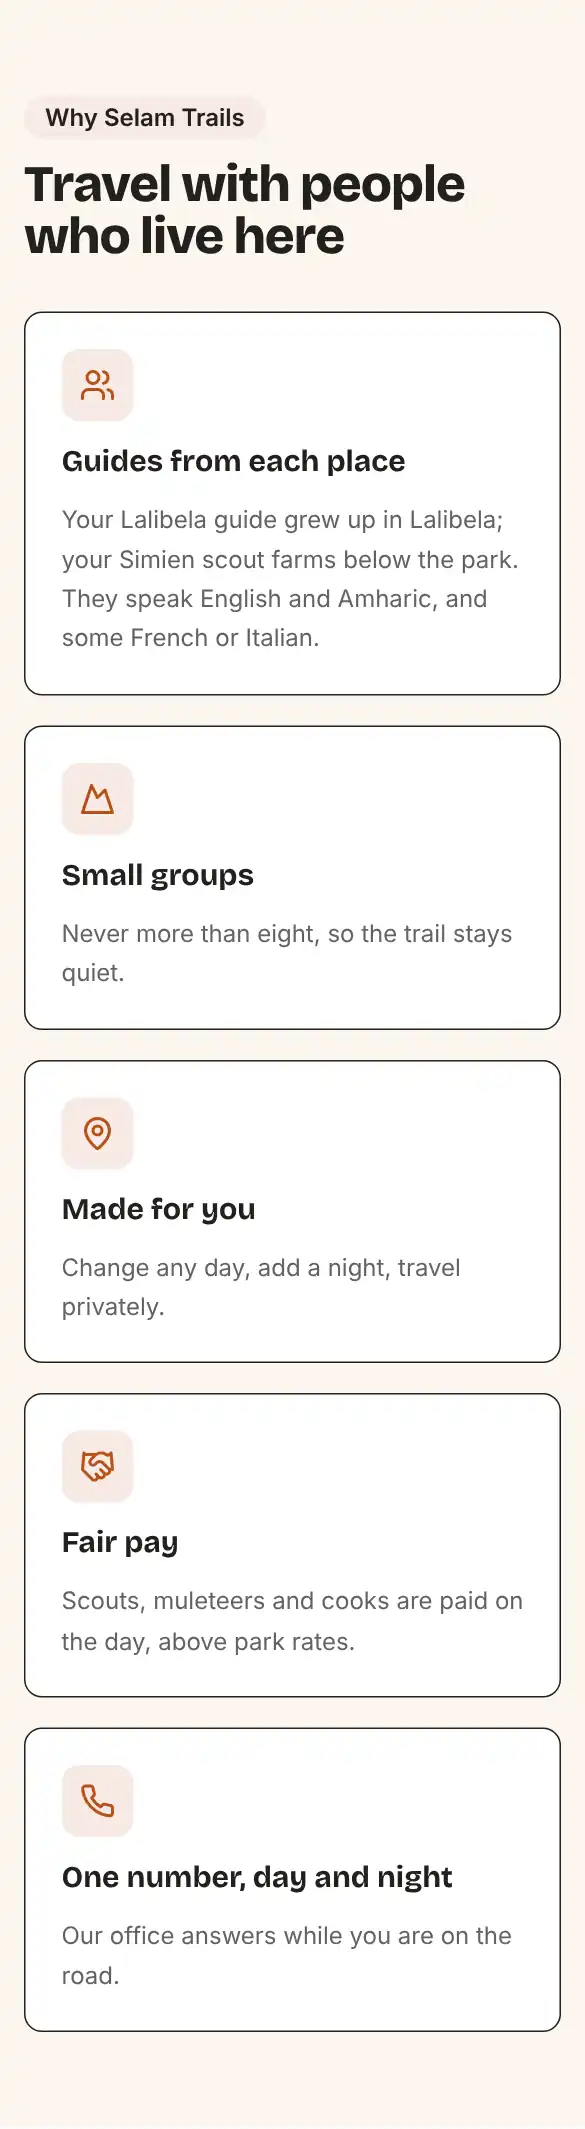 Why Selam Trails
Travel with people
who live here
Guides from each place
Your Lalibela guide grew up in Lalibela;
your Simien scout farms below the park.
They speak English and Amharic, and
some French or Italian.
Small groups
Never more than eight, so the trail stays
quiet.
Made for you
Change any day, add a night, travel
privately.
Fair pay
Scouts, muleteers and cooks are paid on
the day, above park rates.
One number, day and night
Our office answers while you are on the
road.